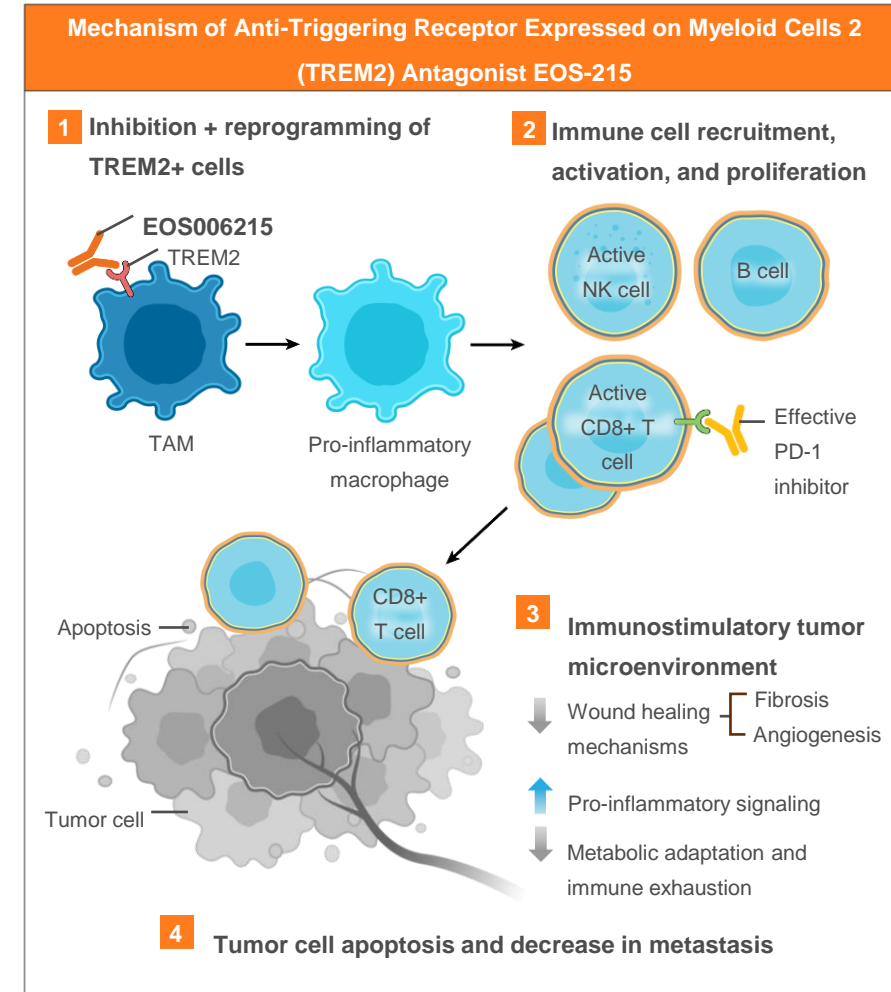 Mechanism of Anti-Triggering Receptor Expressed on Myeloid Cells 2
(TREM2) Antagonist EOS-215
1 Inhibition + reprogramming of
TREM2+ cells
EOS006215
TREM2
TAM
Pro-inflammatory
macrophage
2 Immune cell recruitment,
activation, and proliferation
Active
NK cell
B cell
Active
CD8+ T
cell
Effective
PD-1
inhibitor
CD8+
T cell
Apoptosis
Tumor cell
3 Immunostimulatory tumor
microenvironment
Wound healing
mechanisms
Fibrosis
Angiogenesis
Pro-inflammatory signaling
Metabolic adaptation and
immune exhaustion
4 Tumor cell apoptosis and decrease in metastasis